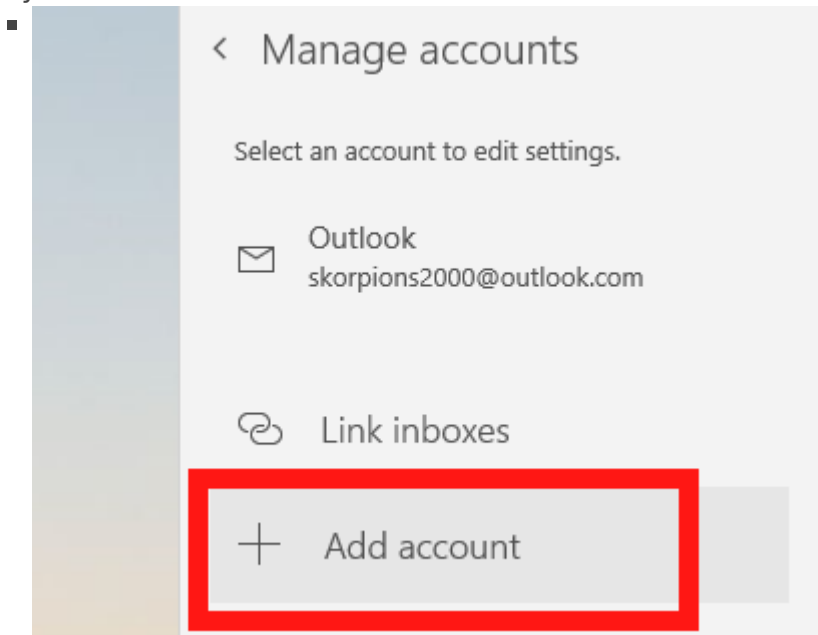 Manage accounts
Select an account to edit settings.
Outlook
skorpions2000@outlook.com
Link inboxes
Add account